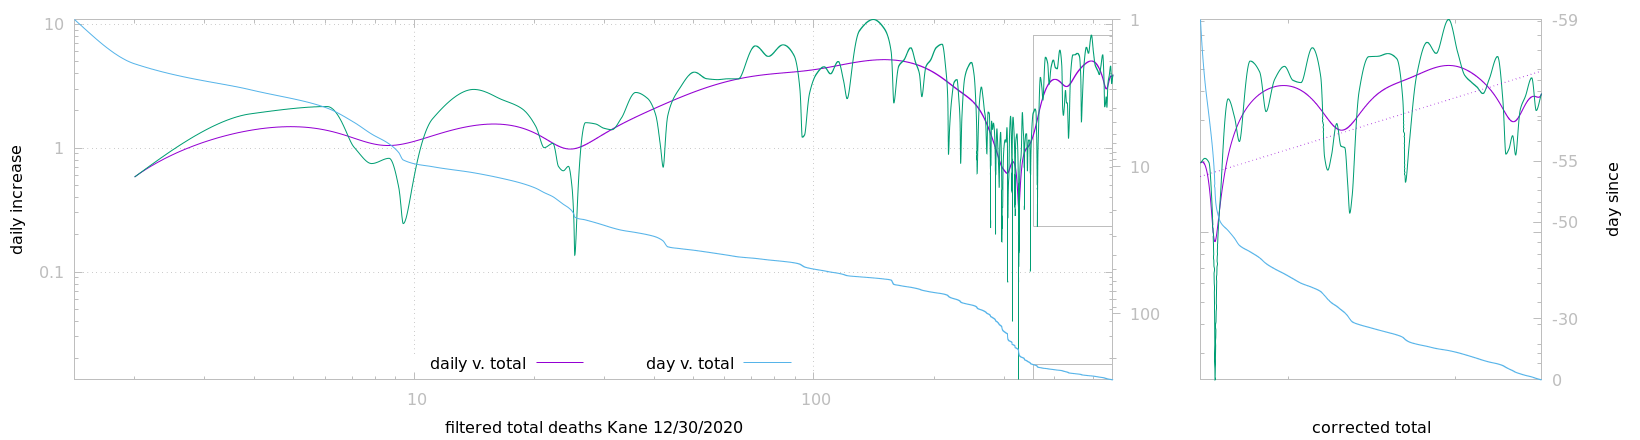 10
1
0.1
daily increase
1
10
100
-59
-55
-50
-30
0
day since
daily v. total
day v. total
10
100
filtered total deaths Kane 12/30/2020
corrected total